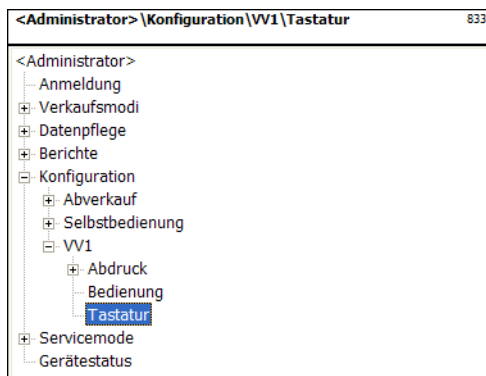 <Administrator>\Konfiguration\VV1\Tastatur 833
<Administrator>
Anmeldung
Verkaufsmodi
Datenpflege
Berichte
Konfiguration
Abverkauf
Selbstbedienung
VV1
Abdruck
Bedienung
Tastatur
Servicemode
Gerätestatus